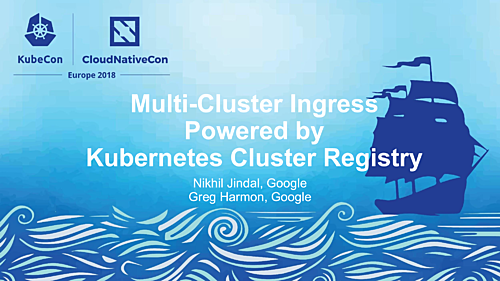 KubeCon
CloudNativeCon
Europe 2018
Multi-Cluster Ingress
Powered by
Kubernetes Cluster Registry
Nikhil Jindal, Google
Greg Harmon, Google